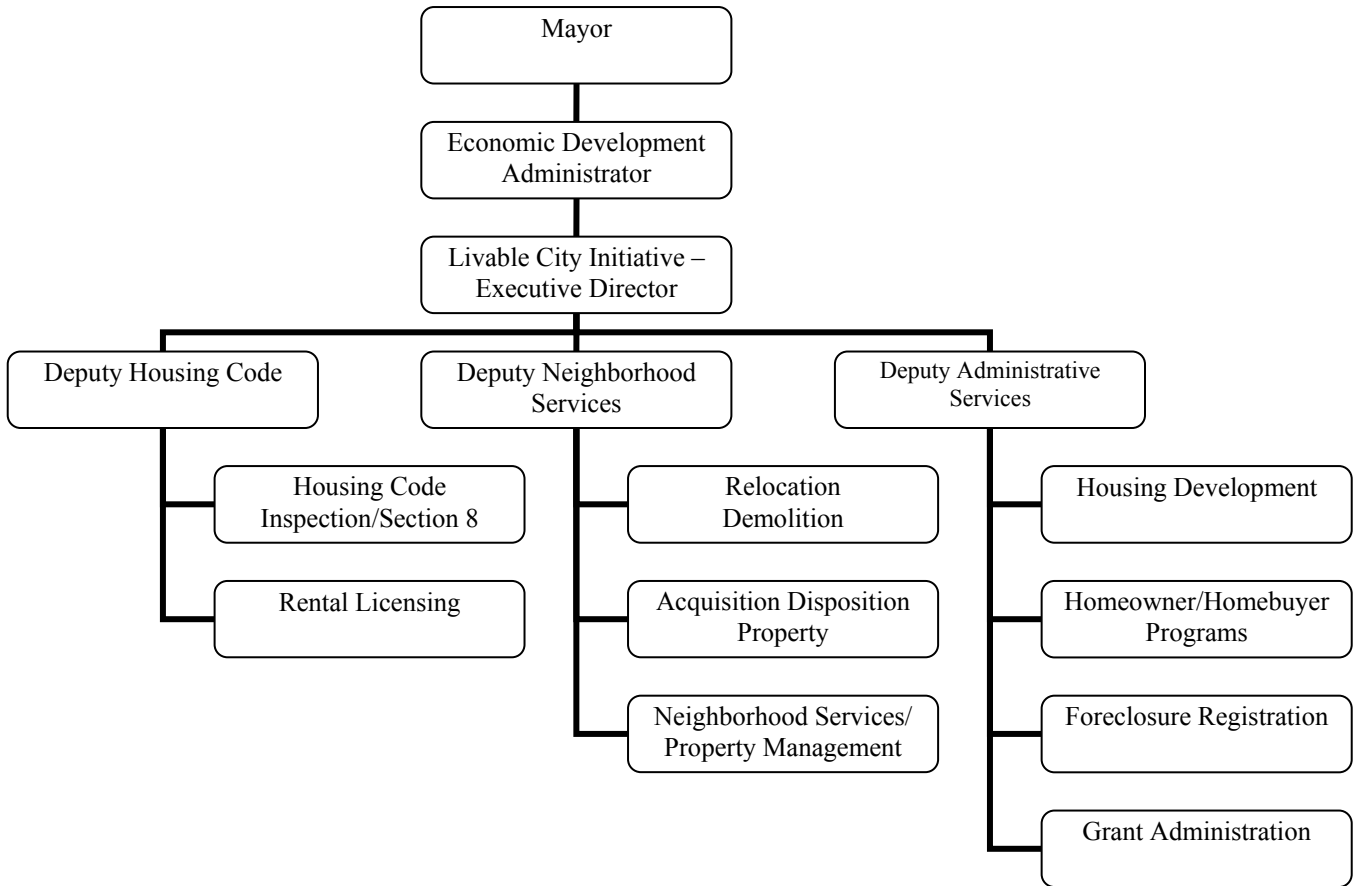 Mayor
Economic Development
Administrator
Livable City Initiative –
Executive Director
Deputy Housing Code
Deputy Neighborhood
Services
Deputy Administrative
Services
Housing Code
Inspection/Section 8
Rental Licensing
Relocation
Demolition
Acquisition Disposition
Property
Neighborhood Services/
Property Management
Housing Development
Homeowner/Homebuyer
Programs
Foreclosure Registration
Grant Administration